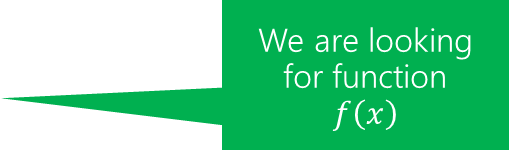 We are looking
for function
𝑓(𝑥)